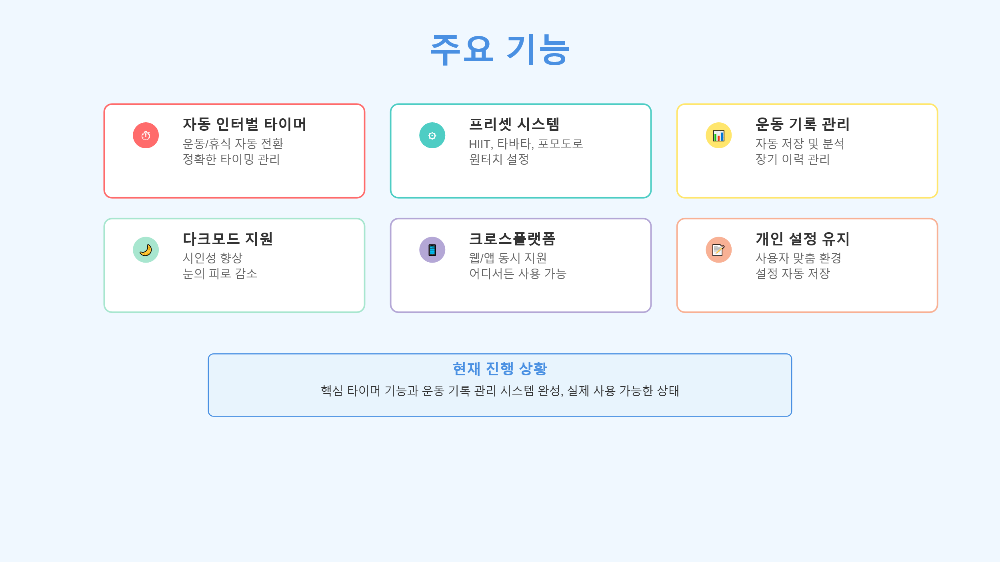 주요 기능
자동 인터벌 타이머
운동/휴식 자동 전환
정확한 타이밍 관리
프리셋 시스템
HIIT, 타바타, 포모도로
원터치 설정
운동 기록 관리
자동 저장 및 분석
장기 이력 관리
다크모드 지원
시인성 향상
눈의 피로 감소
크로스플랫폼
웹/앱 동시 지원
어디서든 사용 가능
개인 설정 유지
사용자 맞춤 환경
설정 자동 저장
현재 진행 상황
핵심 타이머 기능과 운동 기록 관리 시스템 완성, 실제 사용 가능한 상태